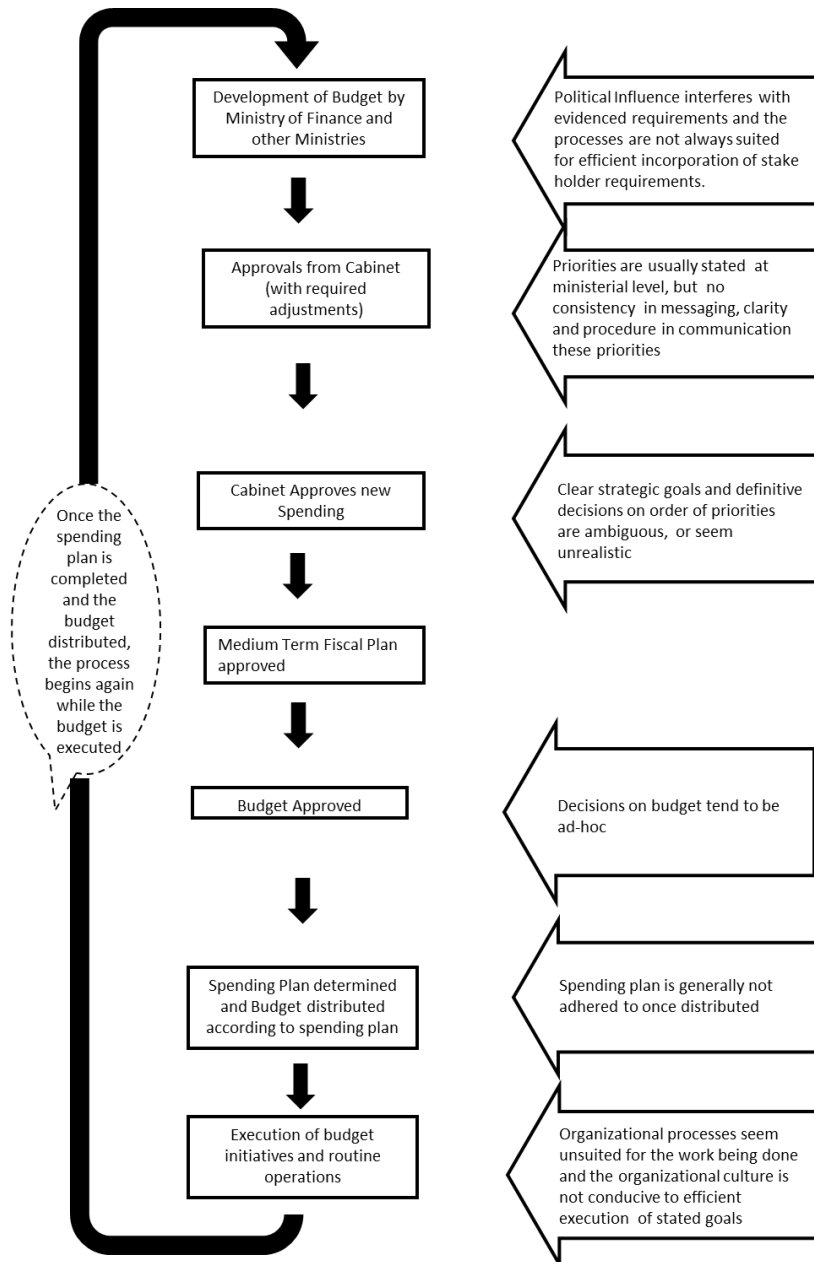 Development of Budget by
Ministry of Finance and
other Ministries
Political Influence interferes with
evidenced requirements and the
processes are not always suited
for efficient incorporation of stake
holder requirements.
Approvals from Cabinet
(with required
adjustments)
Priorities are usually stated at
ministerial level, but no
consistency in messaging, clarity
and procedure in communication
these priorities
Cabinet Approves new
Spending
Clear strategic goals and definitive
decisions on order of priorities
are ambiguous, or seem
unrealistic
Once the
spending
plan is
completed
and the
budget
distributed,
the process
begins again
while the
budget is
executed
Medium Term Fiscal Plan
approved
Budget Approved
Decisions on budget tend to be
ad-hoc
Spending Plan determined
and Budget distributed
according to spending plan
Spending plan is generally not
adhered to once distributed
Execution of budget
initiatives and routine
operations
Organizational processes seem
unsuited for the work being done
and the organizational culture is
not conducive to efficient
execution of stated goals